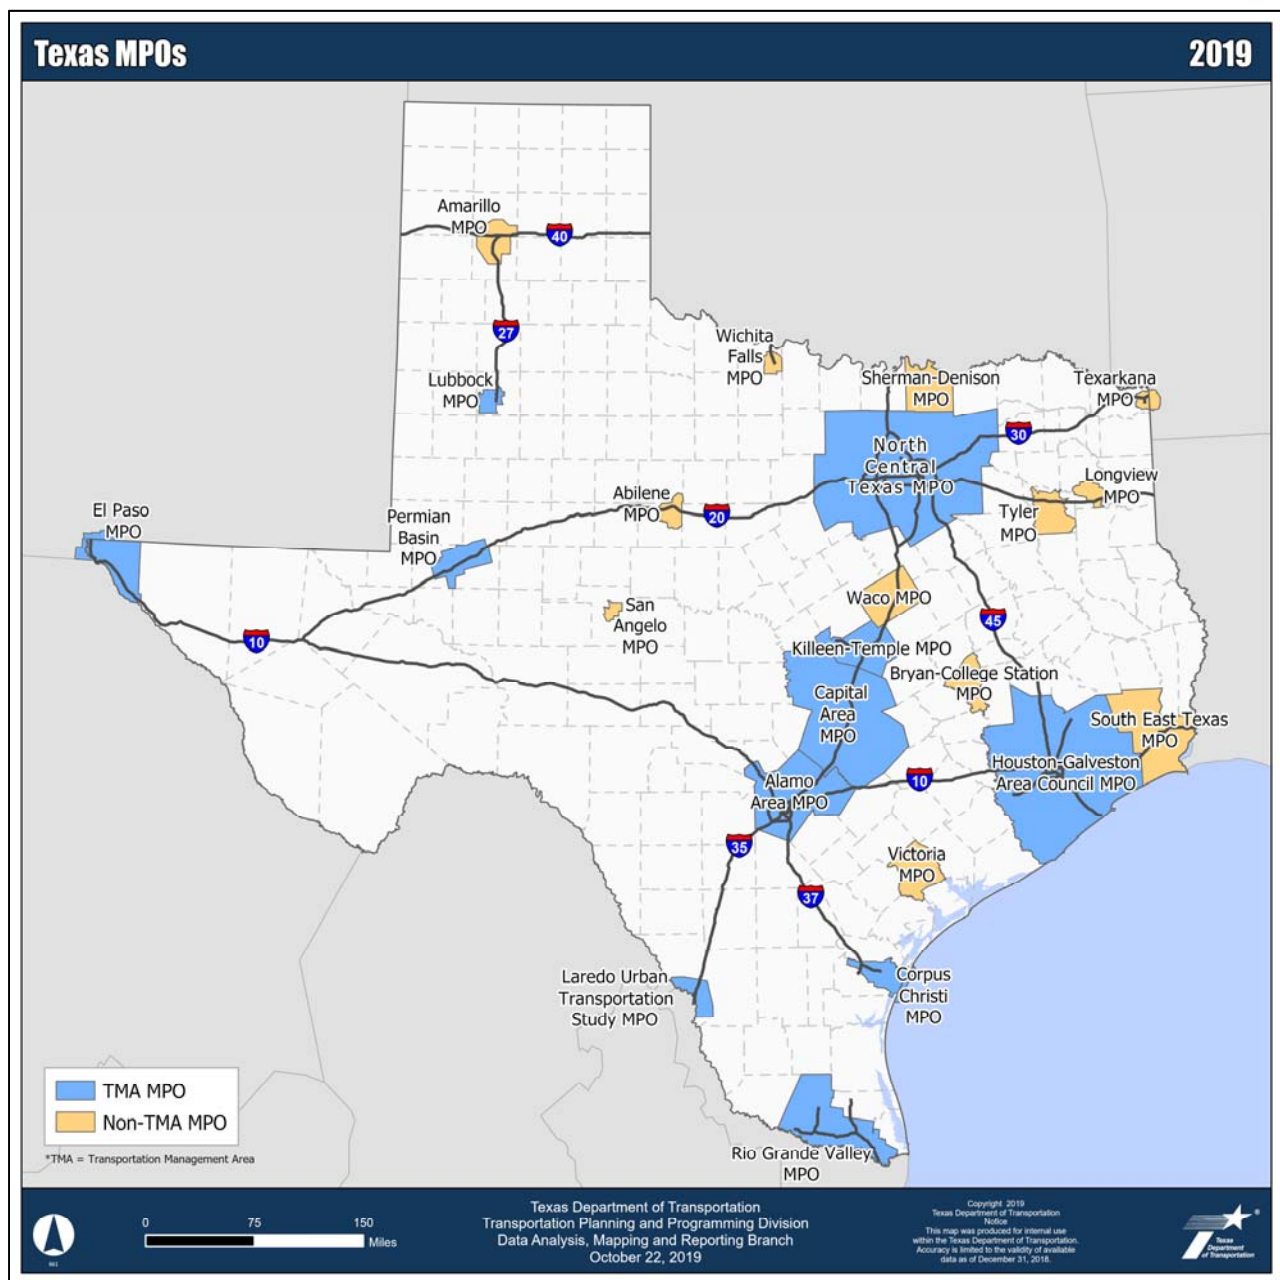 Texas MPOs
2019
Amarillo
MPO
40
27
Wichita
Falls
MPO
Lubbock
MPO
Sherman-Denison
MPO
Texarkana
MPO
30
North
Central
Texas MPO
Longview
MPO
Abilene
MPO
20
Tyler
MPO
El Paso
MPO
Permian
Basin
MPO
San
Angelo
MPO
Waco MPO
45
10
Killeen-Temple MPO
Bryan-College Station
MPO
Capital
Area
MPO
South East Texas
MPO
Houston-Galveston
Area Council MPO
10
Alamo
Area MPO
35
Victoria
MPO
37
Laredo Urban
Transportation
Study MPO
Corpus
Christi
MPO
Rio Grande Valley
MPO
TMA MPO
Non-TMA MPO
*TMA = Transportation Management Area
0 75 150
Miles
Texas Department of Transportation
Transportation Planning and Programming Division
Data Analysis, Mapping and Reporting Branch
October 22, 2019
Copyright 2019
Texas Department of Transportation
Notice
This map was produced for internal use
within the Texas Department of Transportation.
Accuracy is limited to the validity of available
data as of December 31, 2018.
®
Texas
Department
of Transportation